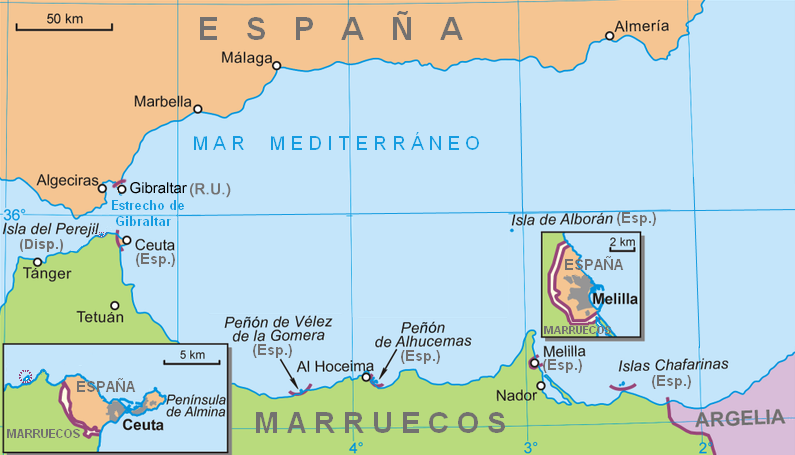 50 km
ESPAÑA
Almería
Málaga
Marbella
MAR MEDITERRÁNEO
Algeciras
Gibraltar (R.U.)
Estrecho de
Gibraltar
36°
Isla del Perejil
(Disp.)
Ceuta
(Esp.)
Tánger
Tetuán
Isla de Alborán (Esp.)
2 km
ESPAÑA
Melilla
MARRUECOS
Peñón de Vélez
de la Gomera
(Esp.)
Peñón
de Alhucemas
(Esp.)
Al Hoceima
Melilla
(Esp.)
Nador
Islas Chafarinas
(Esp.)
5 km
ESPAÑA
Península
de Almina
Ceuta
MARRUECOS
MARRUECOS
ARGELIA
4°
3°
2°